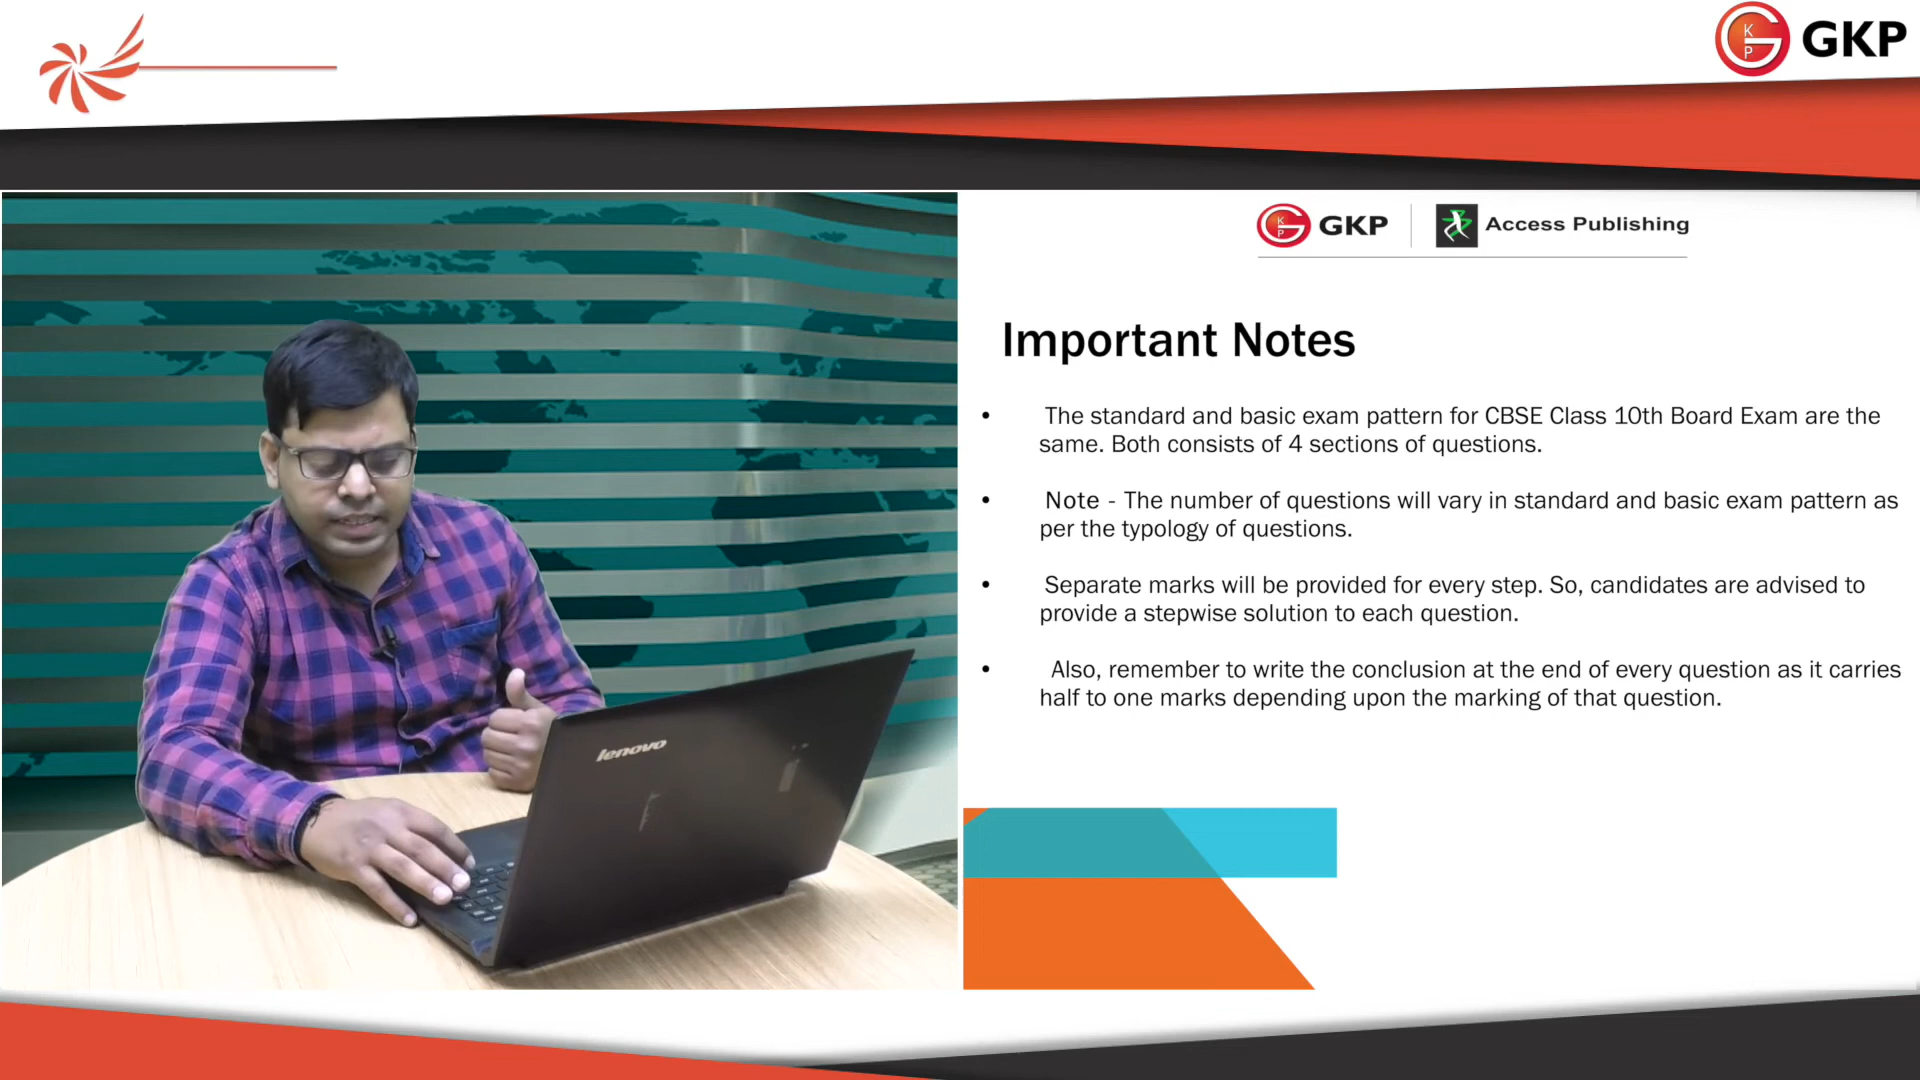 GKP
GKP
Access Publishing
Important Notes
• The standard and basic exam pattern for CBSE Class 10th Board Exam are the
same. Both consists of 4 sections of questions.
• Note - The number of questions will vary in standard and basic exam pattern as
per the typology of questions.
• Separate marks will be provided for every step. So, candidates are advised to
provide a stepwise solution to each question.
• Also, remember to write the conclusion at the end of every question as it carries
half to one marks depending upon the marking of that question.
lenovo